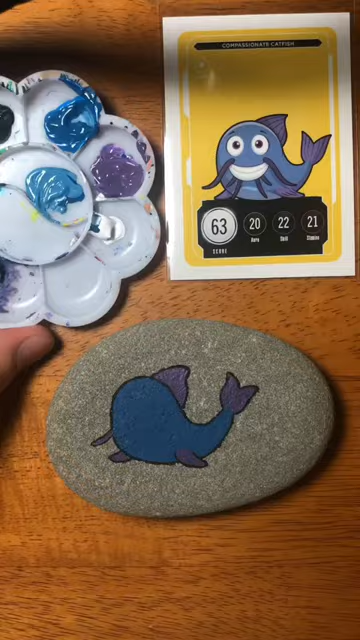 COMPASSIONATE CATFISH
63
SCORE
20
Aura
22
Skill
21
Stamina